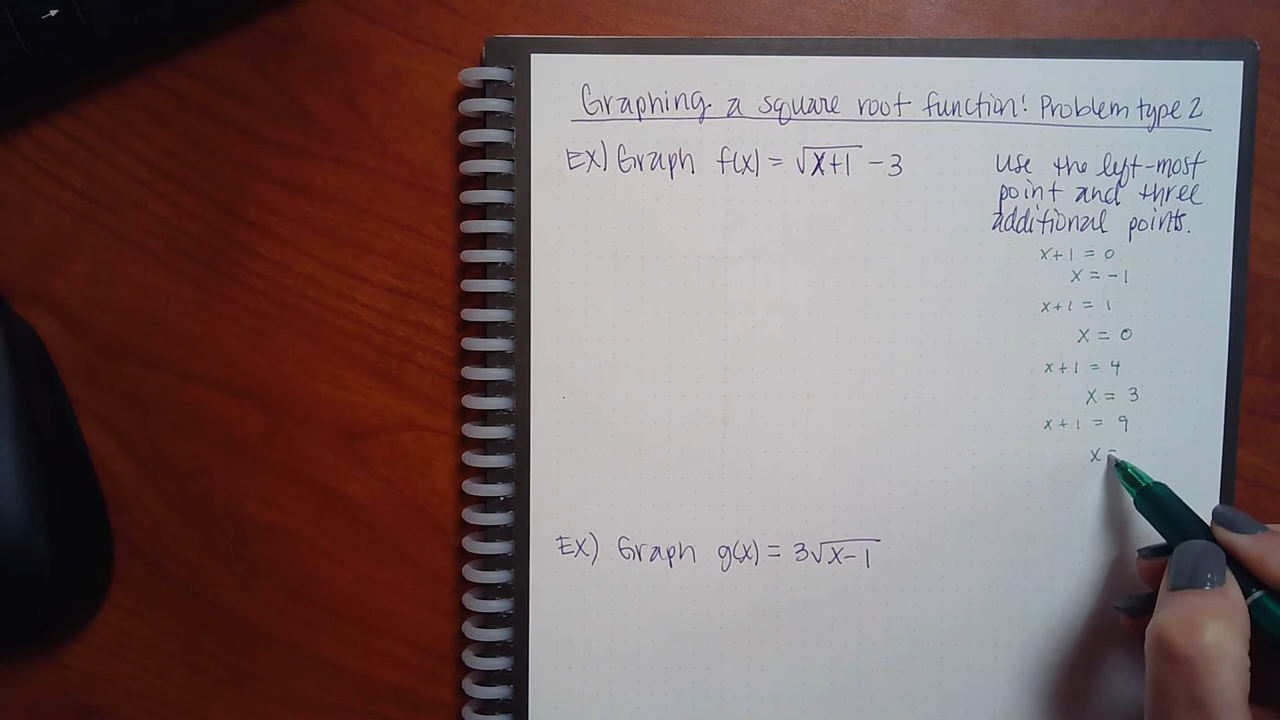 Graphing a square root function: Problem type 2
EX) Graph f(x) = √x+1 - 3
Use the left-most
point and three
additional points.
x+1 = 0
x = -1
x+1 = 1
x = 0
x+1 = 4
x = 3
x+1 = 9
x =
EX) Graph g(x) = 3√x-1